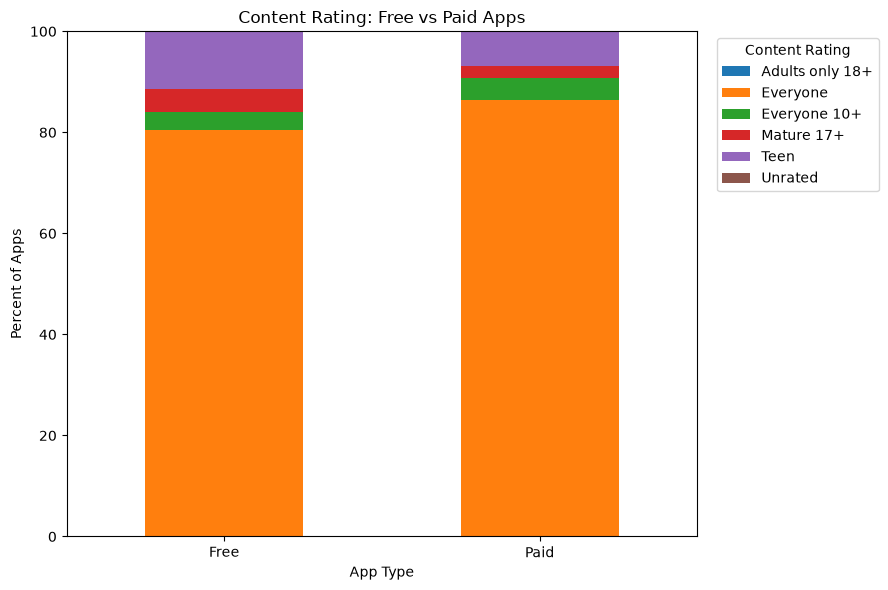 Content Rating: Free vs Paid Apps
100
80
60
40
20
0
Percent of Apps
Free
Paid
App Type
Content Rating
Adults only 18+
Everyone
Everyone 10+
Mature 17+
Teen
Unrated